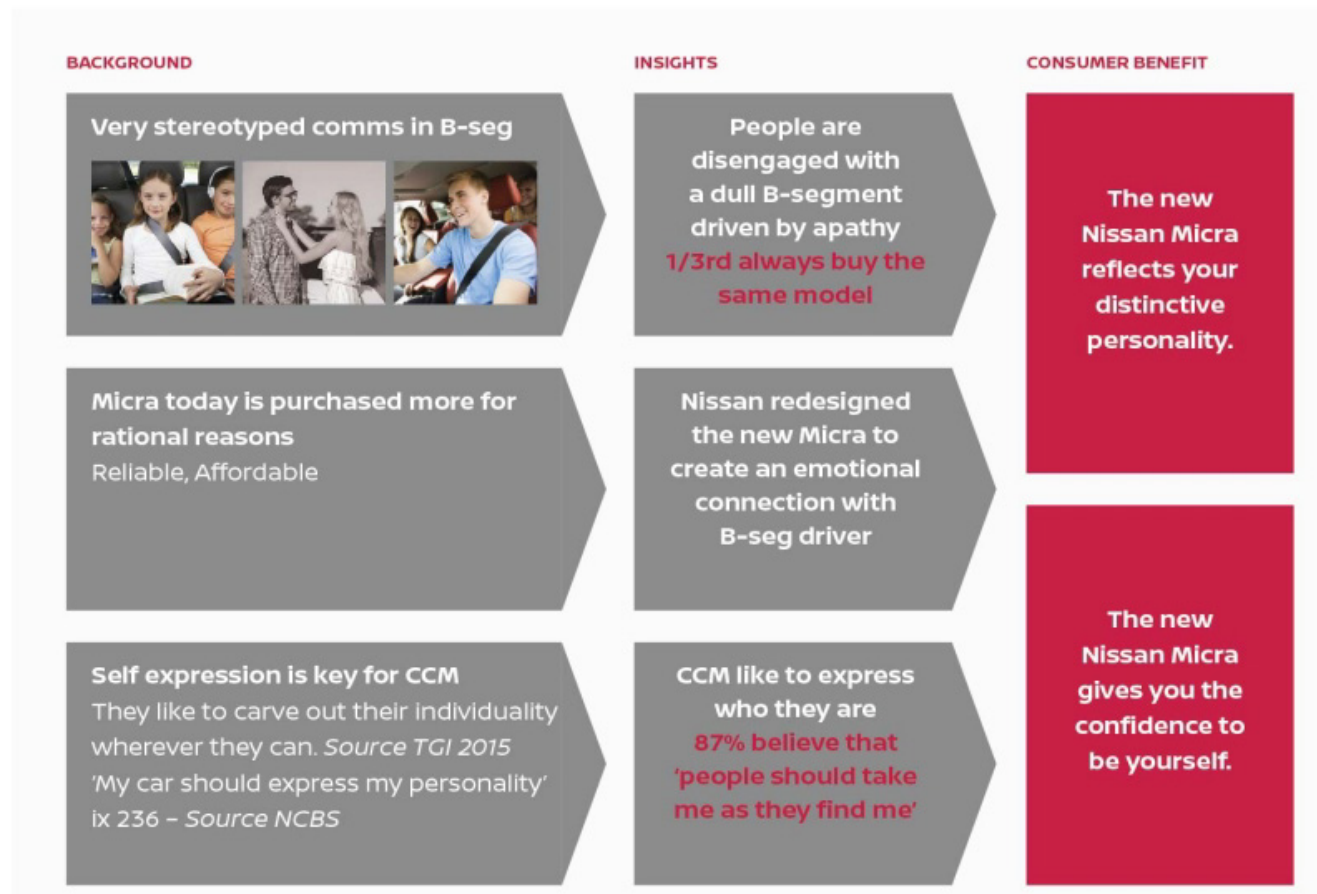 BACKGROUND
Very stereotyped comms in B-seg
Micra today is purchased more for
rational reasons
Reliable, Affordable
Self expression is key for CCM
They like to carve out their individuality
wherever they can. Source TGI 2015
'My car should express my personality'
ix 236 – Source NCBS
INSIGHTS
People are
disengaged with
a dull B-segment
driven by apathy
1/3rd always buy the
same model
Nissan redesigned
the new Micra to
create an emotional
connection with
B-seg driver
CCM like to express
who they are
87% believe that
'people should take
me as they find me'
CONSUMER BENEFIT
The new
Nissan Micra
reflects your
distinctive
personality.
The new
Nissan Micra
gives you the
confidence to
be yourself.